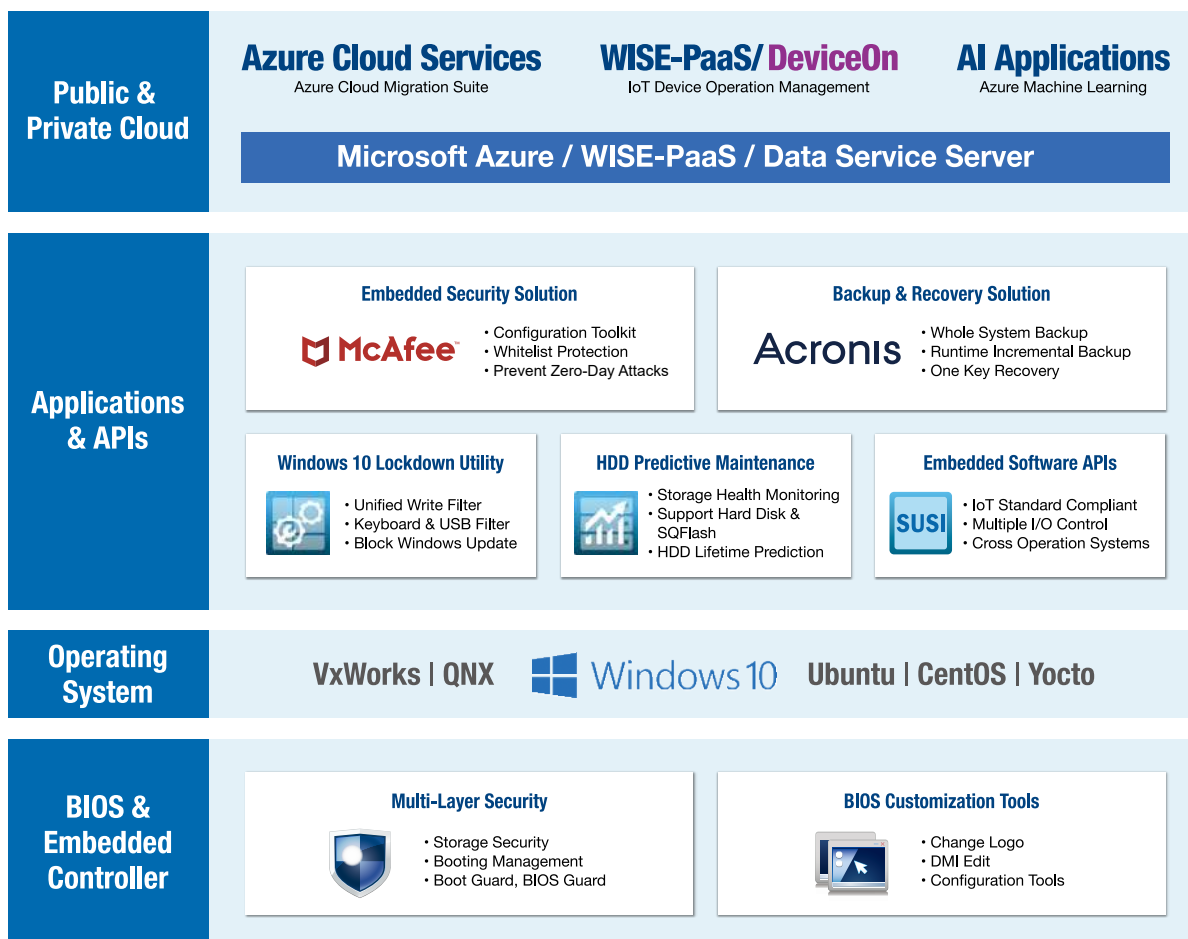 Public &
Private Cloud
Azure Cloud Services
Azure Cloud Migration Suite
WISE-PaaS/DeviceOn
IoT Device Operation Management
AI Applications
Azure Machine Learning
Microsoft Azure / WISE-PaaS / Data Service Server
Applications
& APIs
Embedded Security Solution
McAfee™
• Configuration Toolkit
• Whitelist Protection
• Prevent Zero-Day Attacks
Backup & Recovery Solution
Acronis
• Whole System Backup
• Runtime Incremental Backup
• One Key Recovery
Windows 10 Lockdown Utility
• Unified Write Filter
• Keyboard & USB Filter
• Block Windows Update
HDD Predictive Maintenance
• Storage Health Monitoring
• Support Hard Disk &
SQFlash
• HDD Lifetime Prediction
Embedded Software APIs
SUSI
• IoT Standard Compliant
• Multiple I/O Control
• Cross Operation Systems
Operating
System
VxWorks | QNX
Windows 10
Ubuntu | CentOS | Yocto
BIOS &
Embedded
Controller
Multi-Layer Security
• Storage Security
• Booting Management
• Boot Guard, BIOS Guard
BIOS Customization Tools
• Change Logo
• DMI Edit
• Configuration Tools